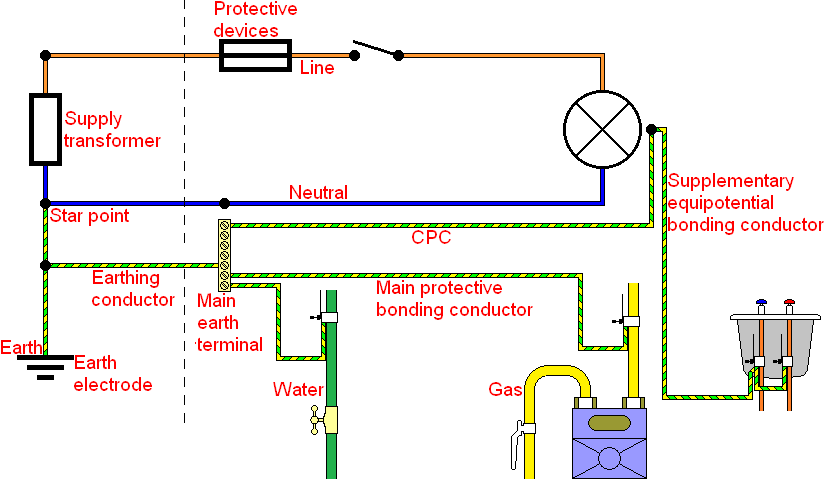 Protective
devices
Line
Supply
transformer
Neutral
Supplementary
equipotential
bonding conductor
Star point
CPC
Earthing
conductor
Main
earth
terminal
Main protective
bonding conductor
Earth
Earth
electrode
Water
Gas